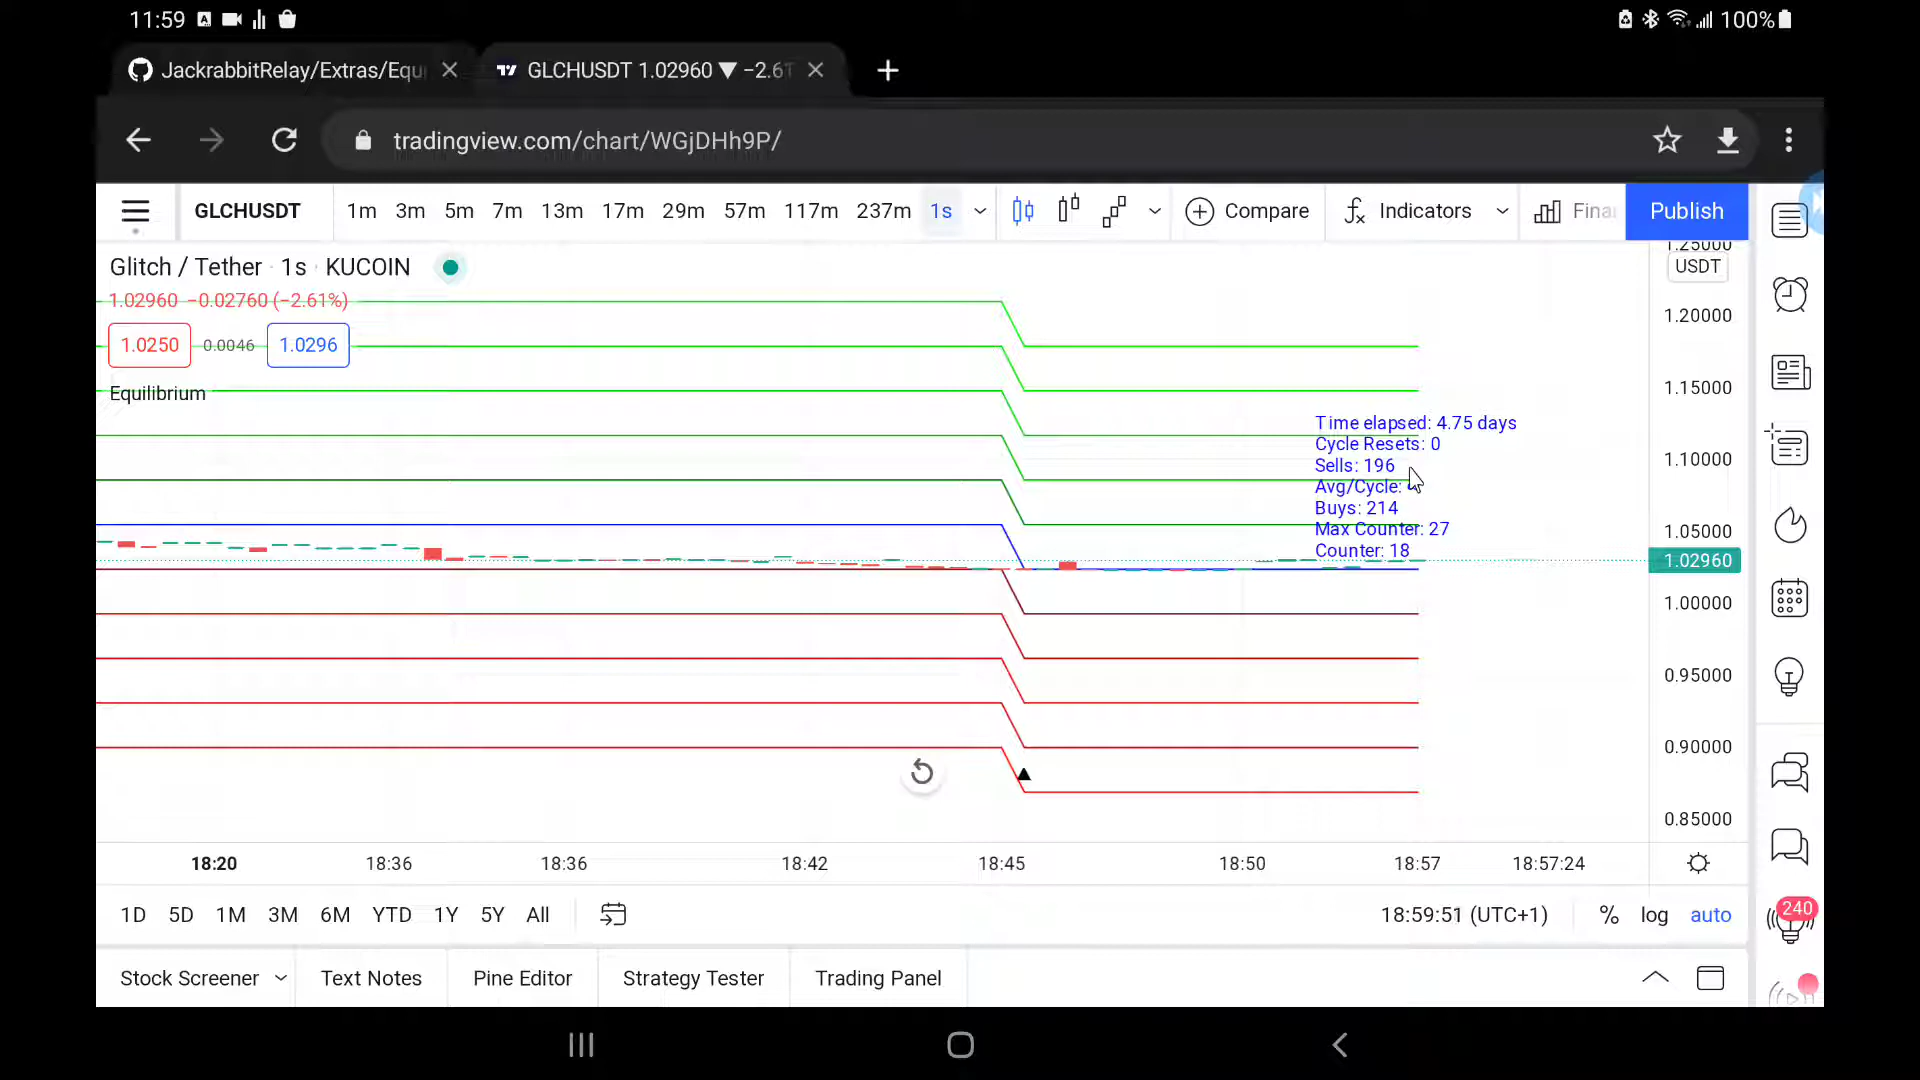 11:59
100%
JackrabbitRelay/Extras/Equ
GLCHUSDT 1.02960 ▼ −2.61
tradingview.com/chart/WGjDHh9P/
GLCHUSDT 1m 3m 5m 7m 13m 17m 29m 57m 117m 237m 1s Compare Indicators Fina Publish
Glitch / Tether · 1s · KUCOIN
1.02960 −0.02760 (−2.61%)
1.0250 0.0046 1.0296
Equilibrium
Time elapsed: 4.75 days
Cycle Resets: 0
Sells: 196
Avg/Cycle:
Buys: 214
Max Counter: 27
Counter: 18
1.25000
USDT
1.20000
1.15000
1.10000
1.05000
1.02960
1.00000
0.95000
0.90000
0.85000
18:20 18:36 18:36 18:42 18:45 18:50 18:57 18:57:24
1D 5D 1M 3M 6M YTD 1Y 5Y All 18:59:51 (UTC+1) % log auto
240
Stock Screener Text Notes Pine Editor Strategy Tester Trading Panel